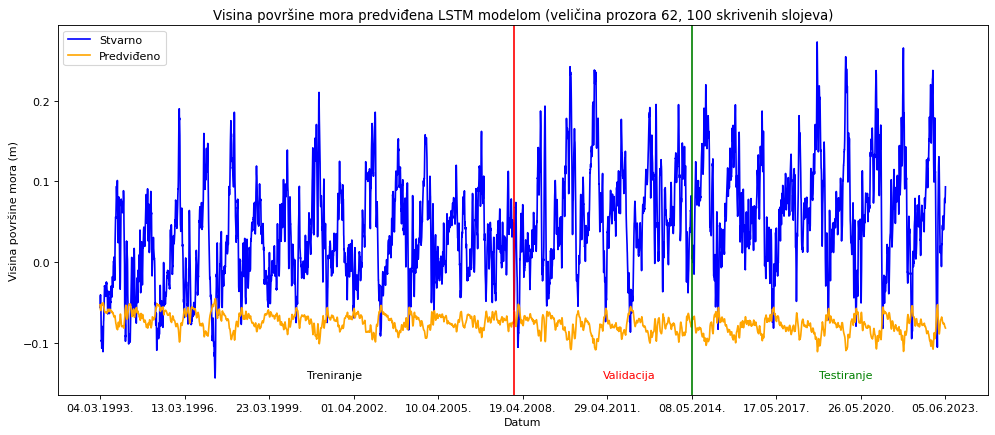 Visina površine mora predviđena LSTM modelom (veličina prozora 62, 100 skrivenih slojeva)
Stvarno
Predviđeno
Visina površine mora (m)
0.2
0.1
0.0
−0.1
Treniranje
Validacija
Testiranje
04.03.1993.
13.03.1996.
23.03.1999.
01.04.2002.
10.04.2005.
19.04.2008.
29.04.2011.
08.05.2014.
17.05.2017.
26.05.2020.
05.06.2023.
Datum